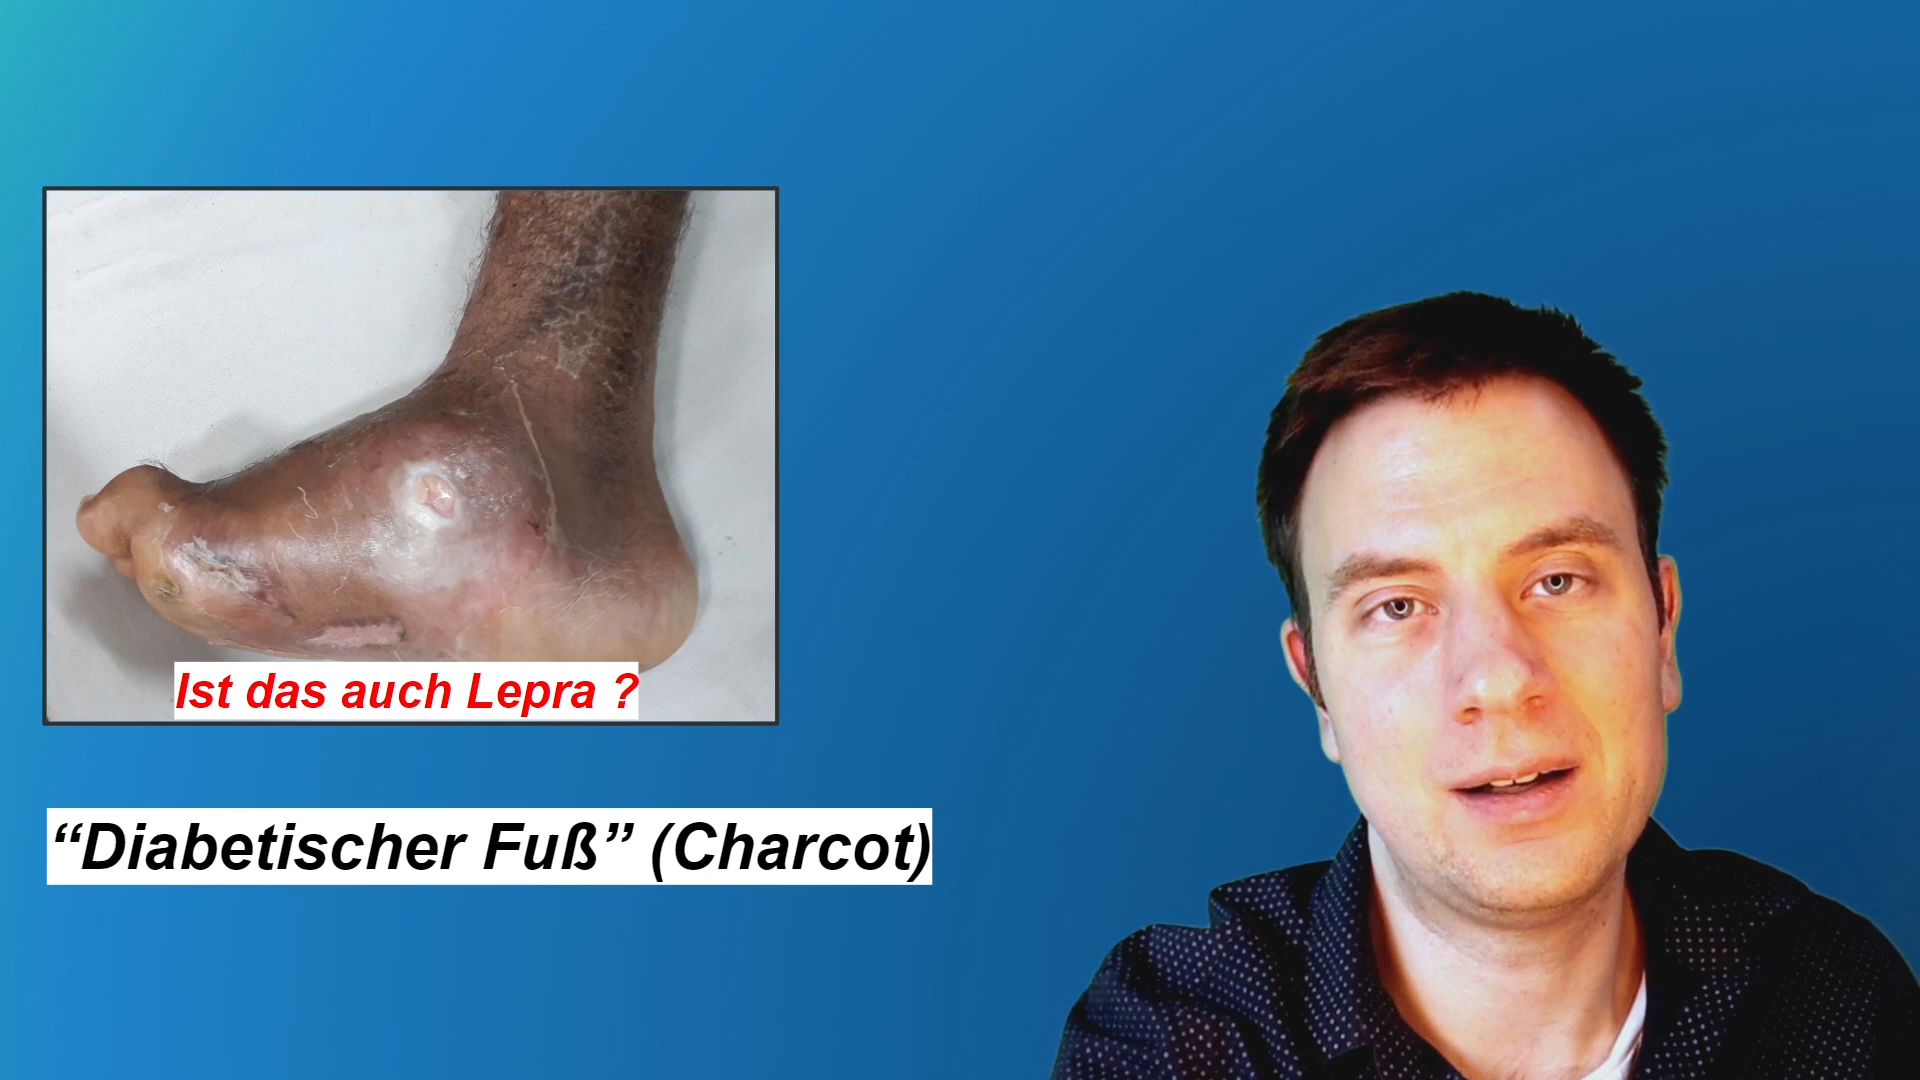 Ist das auch Lepra ?
“Diabetischer Fuß” (Charcot)